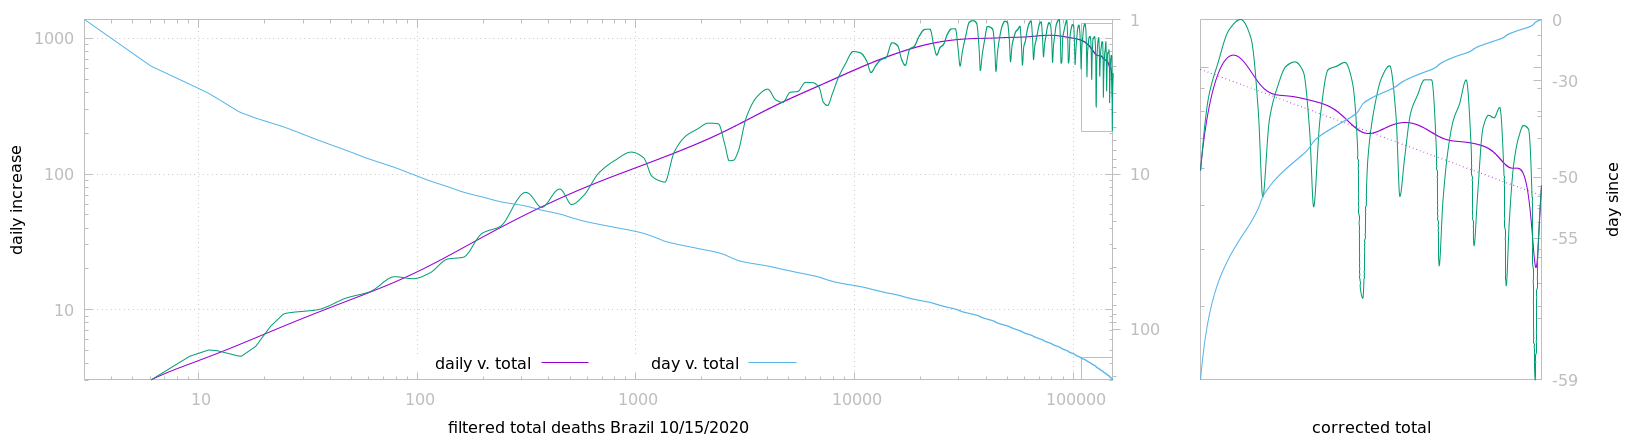 daily increase
1000
100
10
10
100
1000
10000
100000
1
10
100
daily v. total
day v. total
filtered total deaths Brazil 10/15/2020
0
-30
-50
-55
-59
day since
corrected total